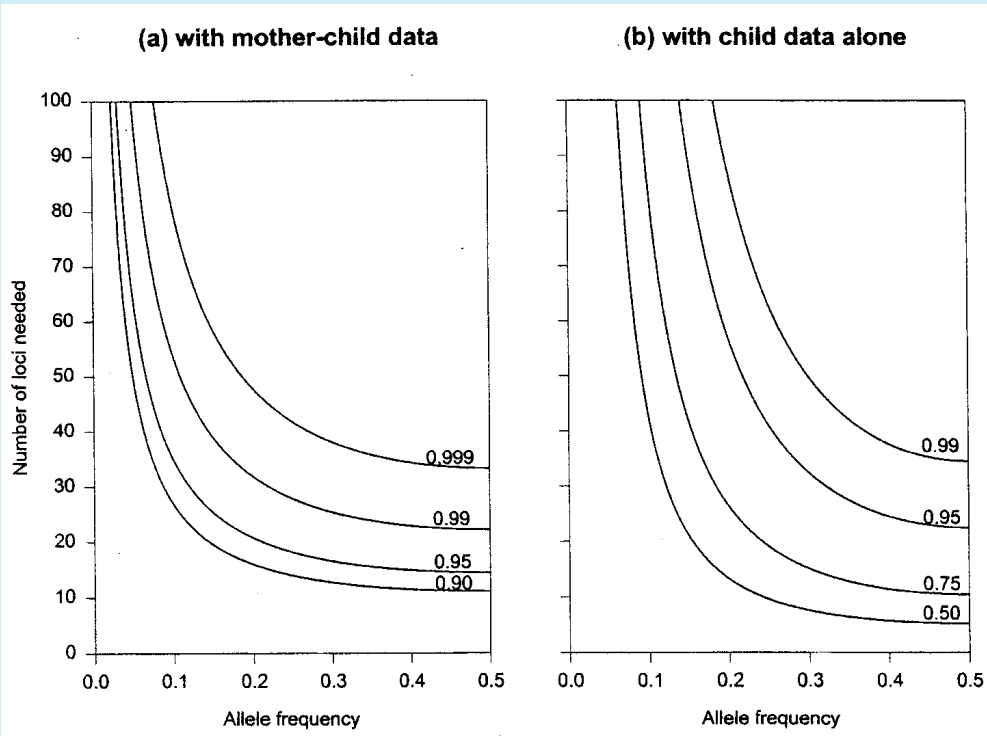 (a) with mother-child data
(b) with child data alone
Number of loci needed
100
90
80
70
60
50
40
30
20
10
0
0.999
0.99
0.95
0.90
0.0 0.1 0.2 0.3 0.4 0.5
Allele frequency
0.99
0.95
0.75
0.50
0.0 0.1 0.2 0.3 0.4 0.5
Allele frequency